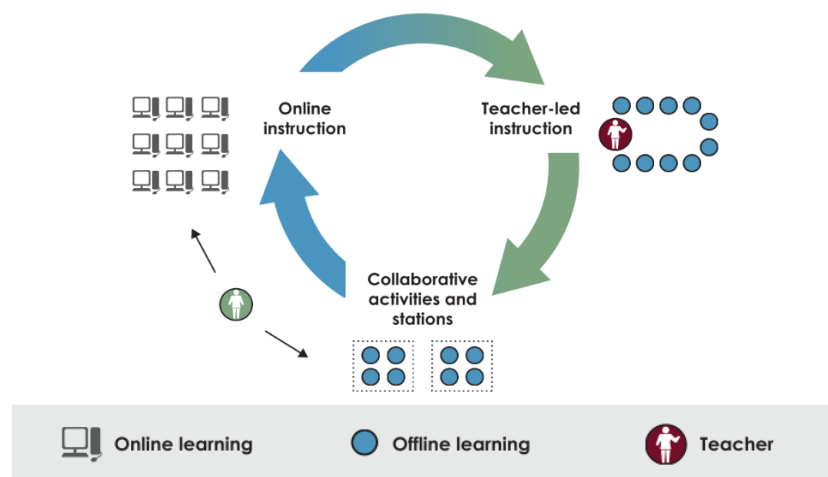 Online
instruction
Teacher-led
instruction
Collaborative
activities and
stations
Online learning
Offline learning
Teacher